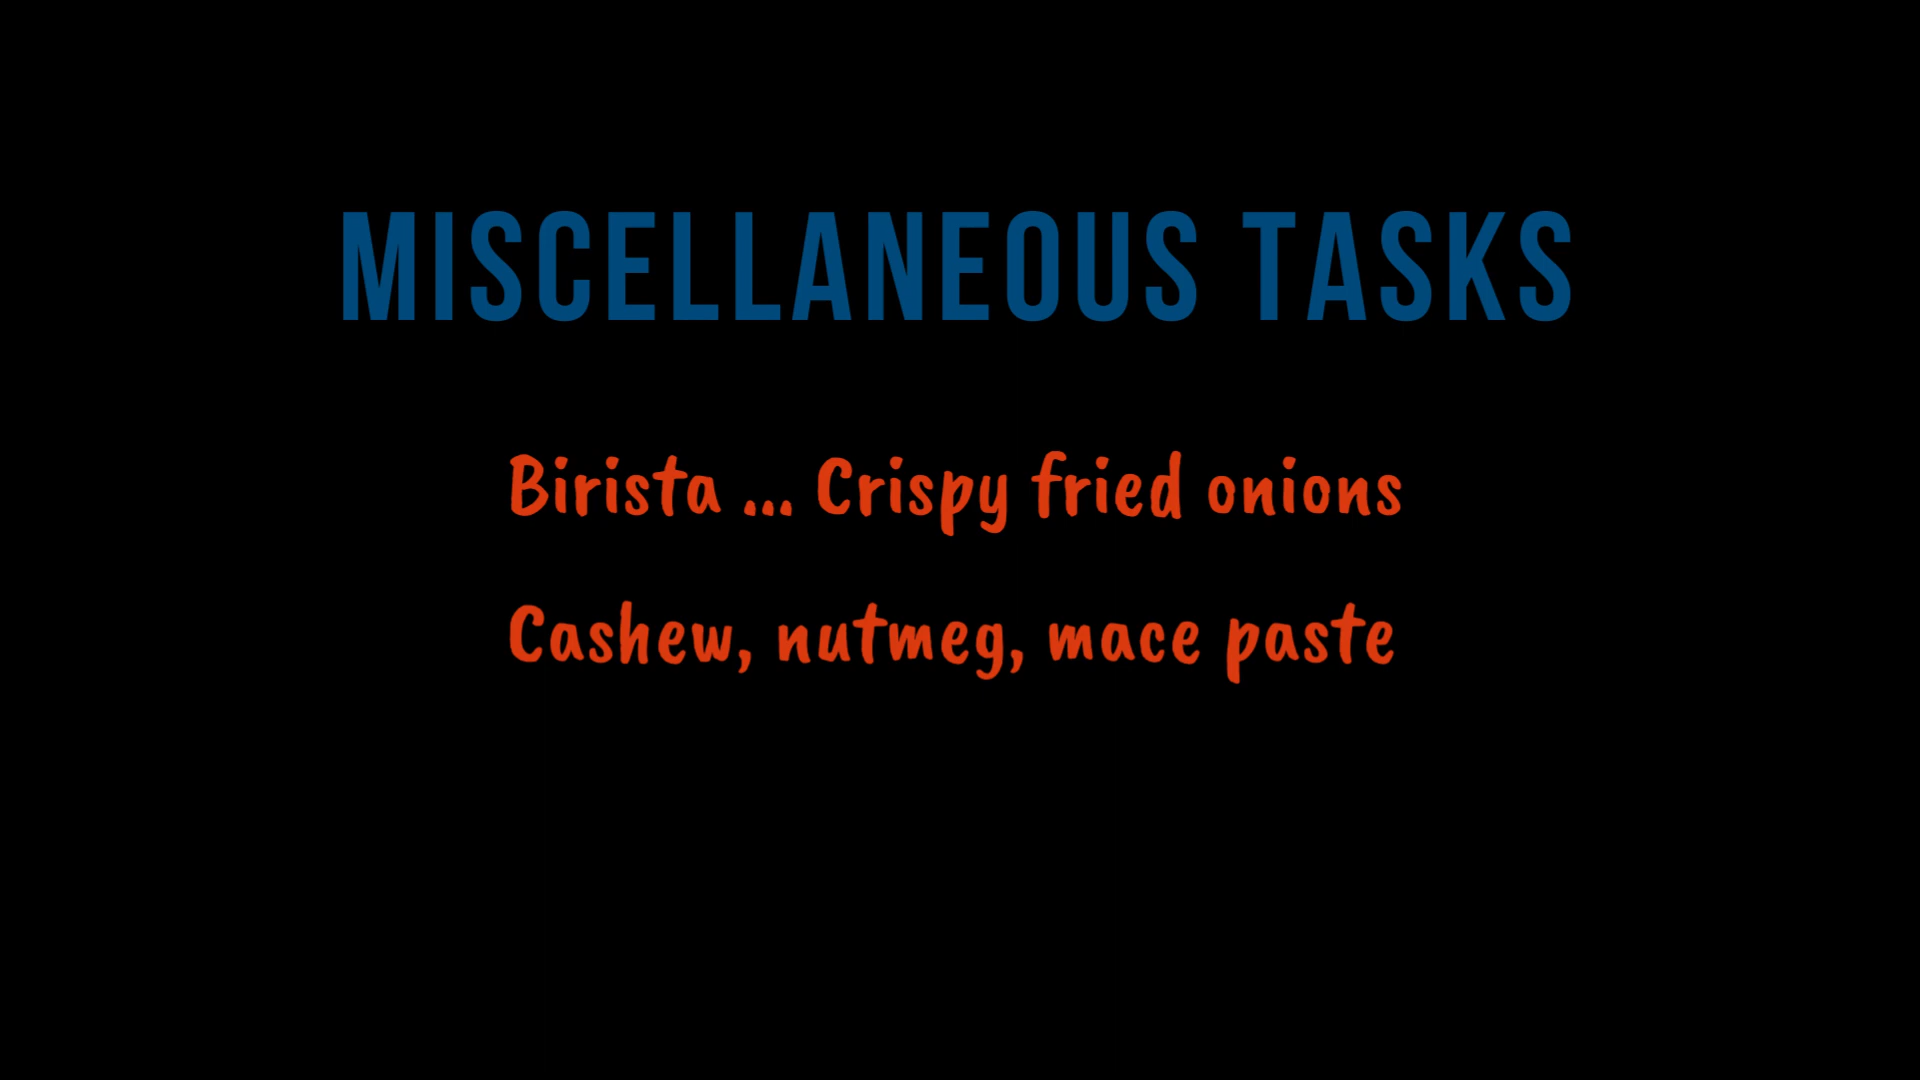 MISCELLANEOUS TASKS
Birista ... Crispy fried onions
Cashew, nutmeg, mace paste